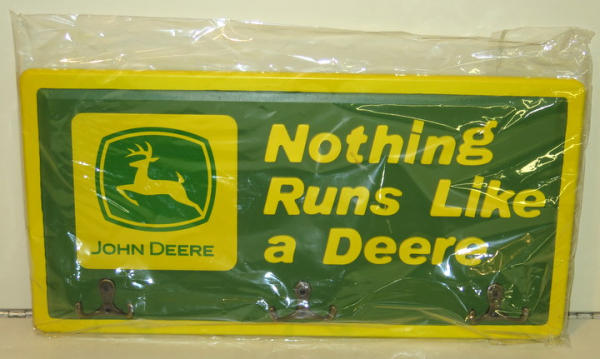 JOHN DEERE
Nothing
Runs Like
a Deere